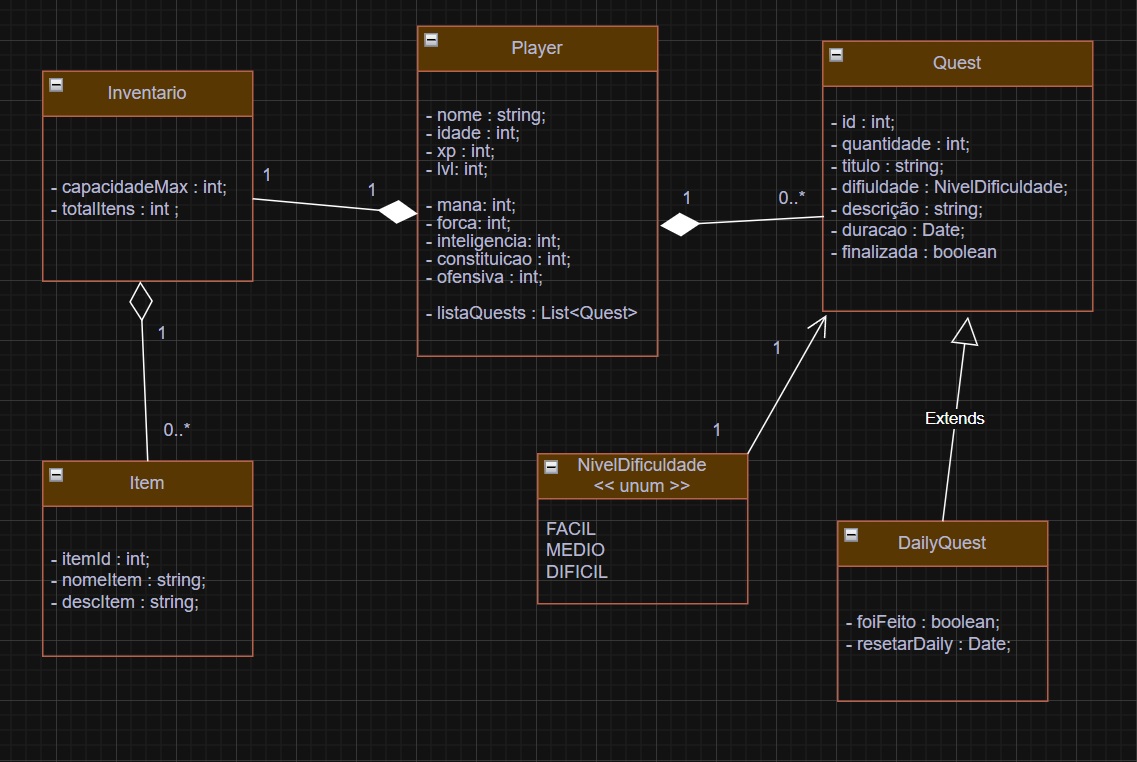 Inventario
- capacidadeMax : int;
- totalItens : int ;
1
1
Player
- nome : string;
- idade : int;
- xp : int;
- lvl: int;
- mana: int;
- forca: int;
- inteligencia: int;
- constituicao : int;
- ofensiva : int;
- listaQuests : List<Quest>
1
0..*
Quest
- id : int;
- quantidade : int;
- titulo : string;
- difiuldade : NivelDificuldade;
- descrição : string;
- duracao : Date;
- finalizada : boolean
1
0..*
Item
- itemId : int;
- nomeItem : string;
- descItem : string;
1
1
NivelDificuldade
<< unum >>
FACIL
MEDIO
DIFICIL
Extends
DailyQuest
- foiFeito : boolean;
- resetarDaily : Date;